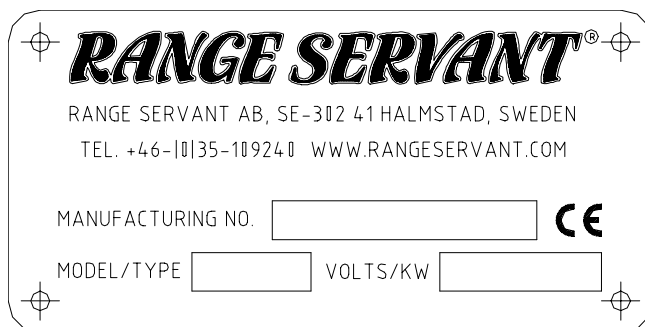 RANGE SERVANT®
RANGE SERVANT AB, SE-302 41 HALMSTAD, SWEDEN
TEL. +46-(0)35-109240 WWW.RANGESERVANT.COM
MANUFACTURING NO. CE
MODEL/TYPE VOLTS/KW